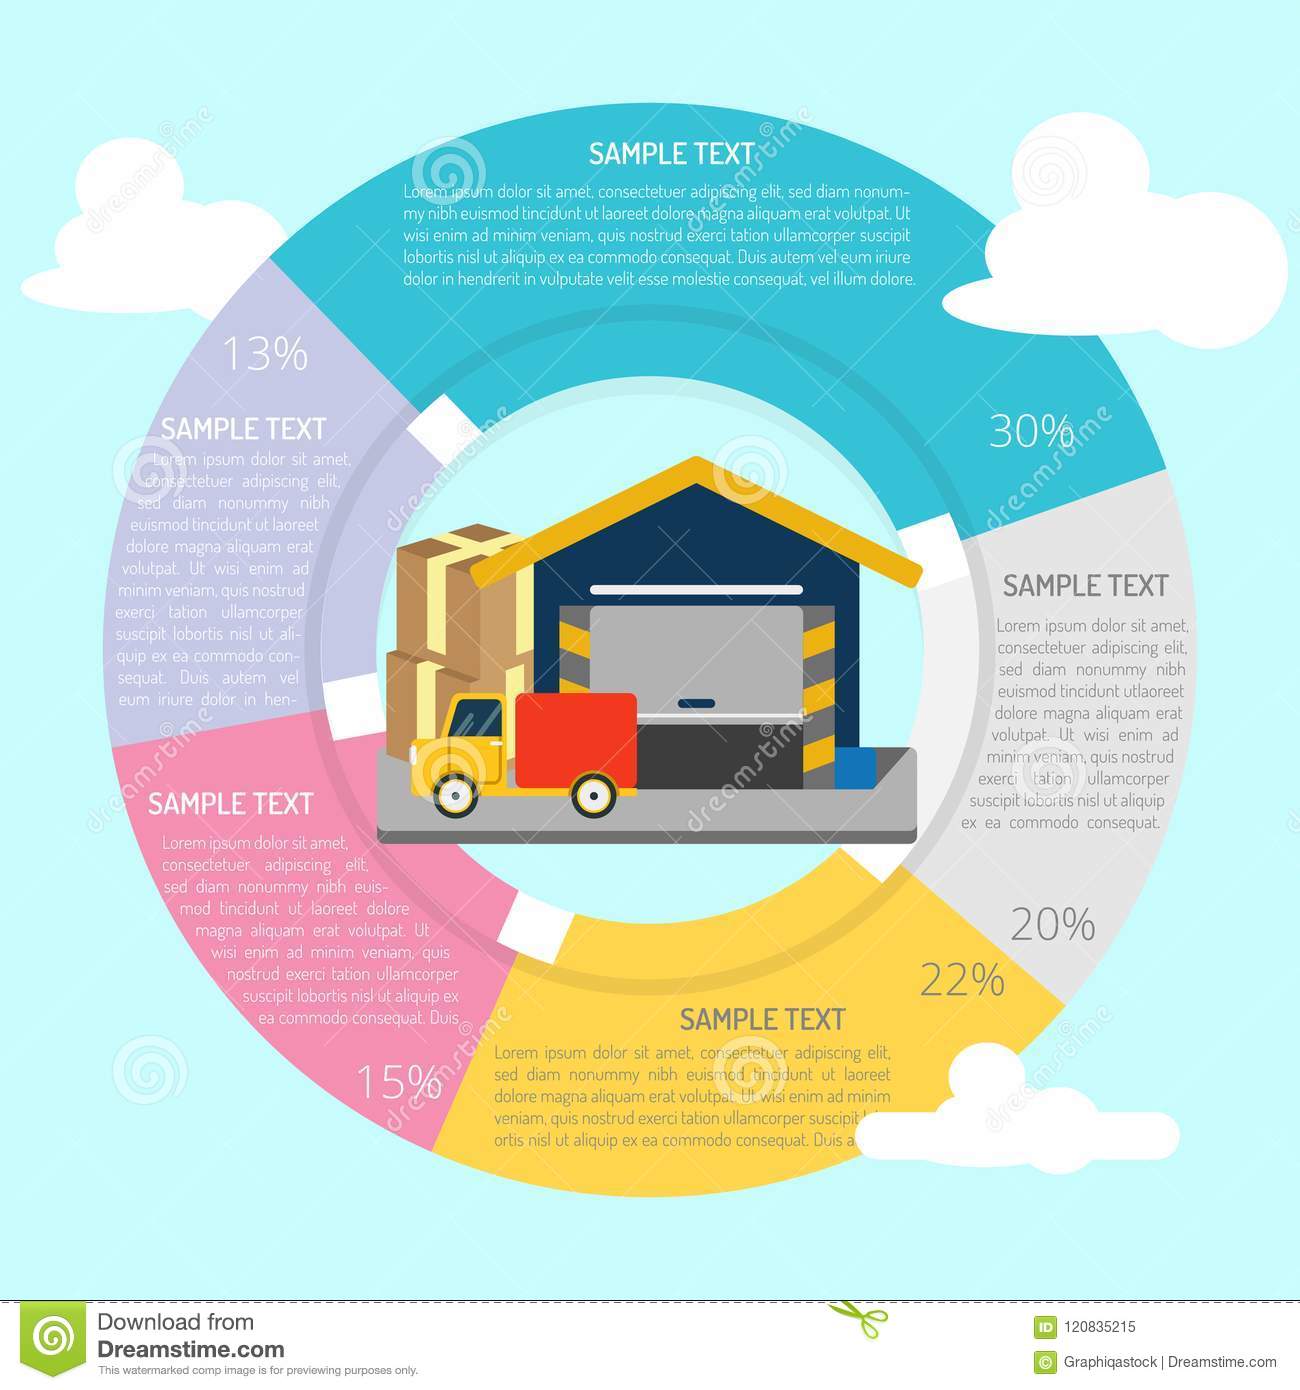 SAMPLE TEXT
Lorem ipsum dolor sit amet, consectetuer adipiscing elit, sed diam nonum-
my nibh euismod tincidunt ut laoreet dolore magna aliquam erat volutpat. Ut
wisi enim ad minim veniam, quis nostrud exerci tation ullamcorper suscipit
lobortis nisl ut aliquip ex ea commodo consequat. Duis autem vel eum iriure
dolor in hendrerit in vulputate velit esse molestie consequat, vel illum dolore.
30%
13%
SAMPLE TEXT
Lorem ipsum dolor sit amet,
consectetuer adipiscing elit,
sed diam nonummy nibh
euismod tincidunt ut laoreet
dolore magna aliquam erat
volutpat. Ut wisi enim ad
minim veniam, quis nostrud
exerci tation ullamcorper
suscipit lobortis nisl ut ali-
quip ex ea commodo con-
sequat. Duis autem vel
eum iriure dolor in hen-
SAMPLE TEXT
Lorem ipsum dolor sit amet,
consectetuer adipiscing elit,
sed diam nonummy nibh
euismod tincidunt utlaoreet
dolore magna aliquam erat
volutpat. Ut wisi enim ad
minim veniam, quis nostrud
exerci tation ullamcorper
suscipit lobortis nisl ut aliquip
ex ea commodo consequat.
20%
SAMPLE TEXT
Lorem ipsum dolor sit amet,
consectetuer adipiscing elit,
sed diam nonummy nibh euis-
mod tincidunt ut laoreet dolore
magna aliquam erat volutpat. Ut
wisi enim ad minim veniam, quis
nostrud exerci tation ullamcorper
suscipit lobortis nisl ut aliquip ex
ea commodo consequat. Duis
15%
22%
SAMPLE TEXT
Lorem ipsum dolor sit amet, consectetuer adipiscing elit,
sed diam nonummy nibh euismod tincidunt ut laoreet
dolore magna aliquam erat volutpat. Ut wisi enim ad minim
veniam, quis nostrud exerci tation ullamcorper suscipit
ortis nisl ut aliquip ex ea commodo consequat. Duis a
dreamstime
Download from
Dreamstime.com
This watermarked comp image is for previewing purposes only.
ID 120835215
© Graphiqastock | Dreamstime.com